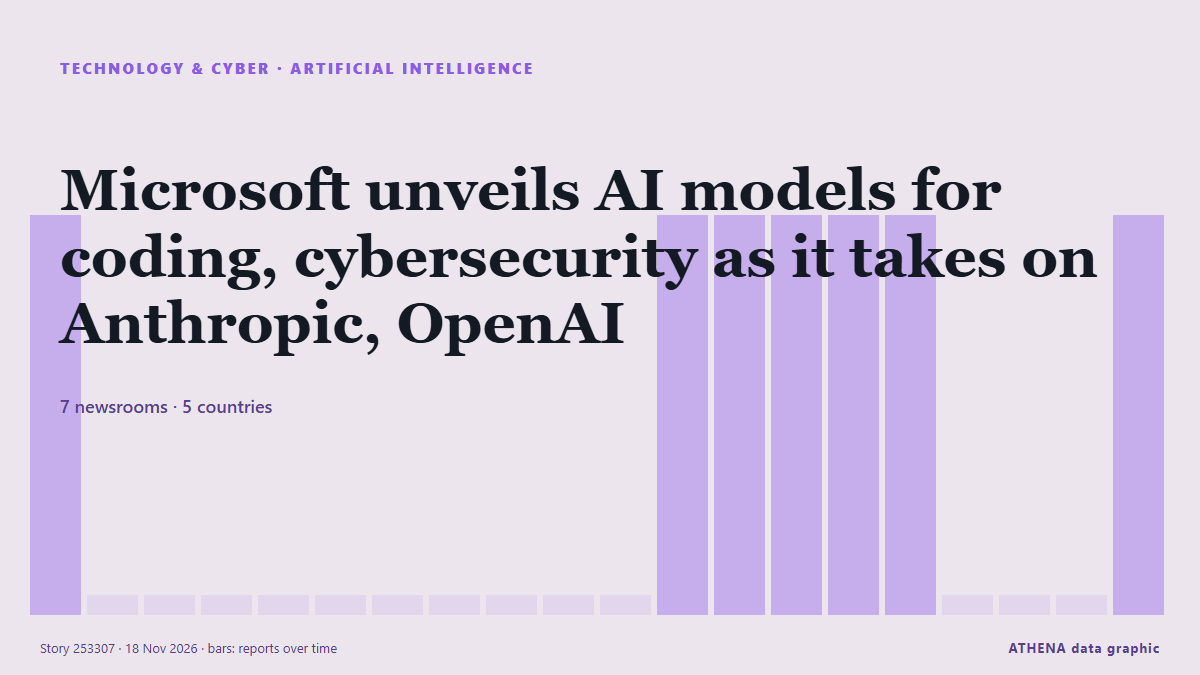 TECHNOLOGY & CYBER · ARTIFICIAL INTELLIGENCE
Microsoft unveils AI models for
coding, cybersecurity as it takes on
Anthropic, OpenAI
7 newsrooms · 5 countries
Story 253307 · 18 Nov 2026 · bars: reports over time
ATHENA data graphic